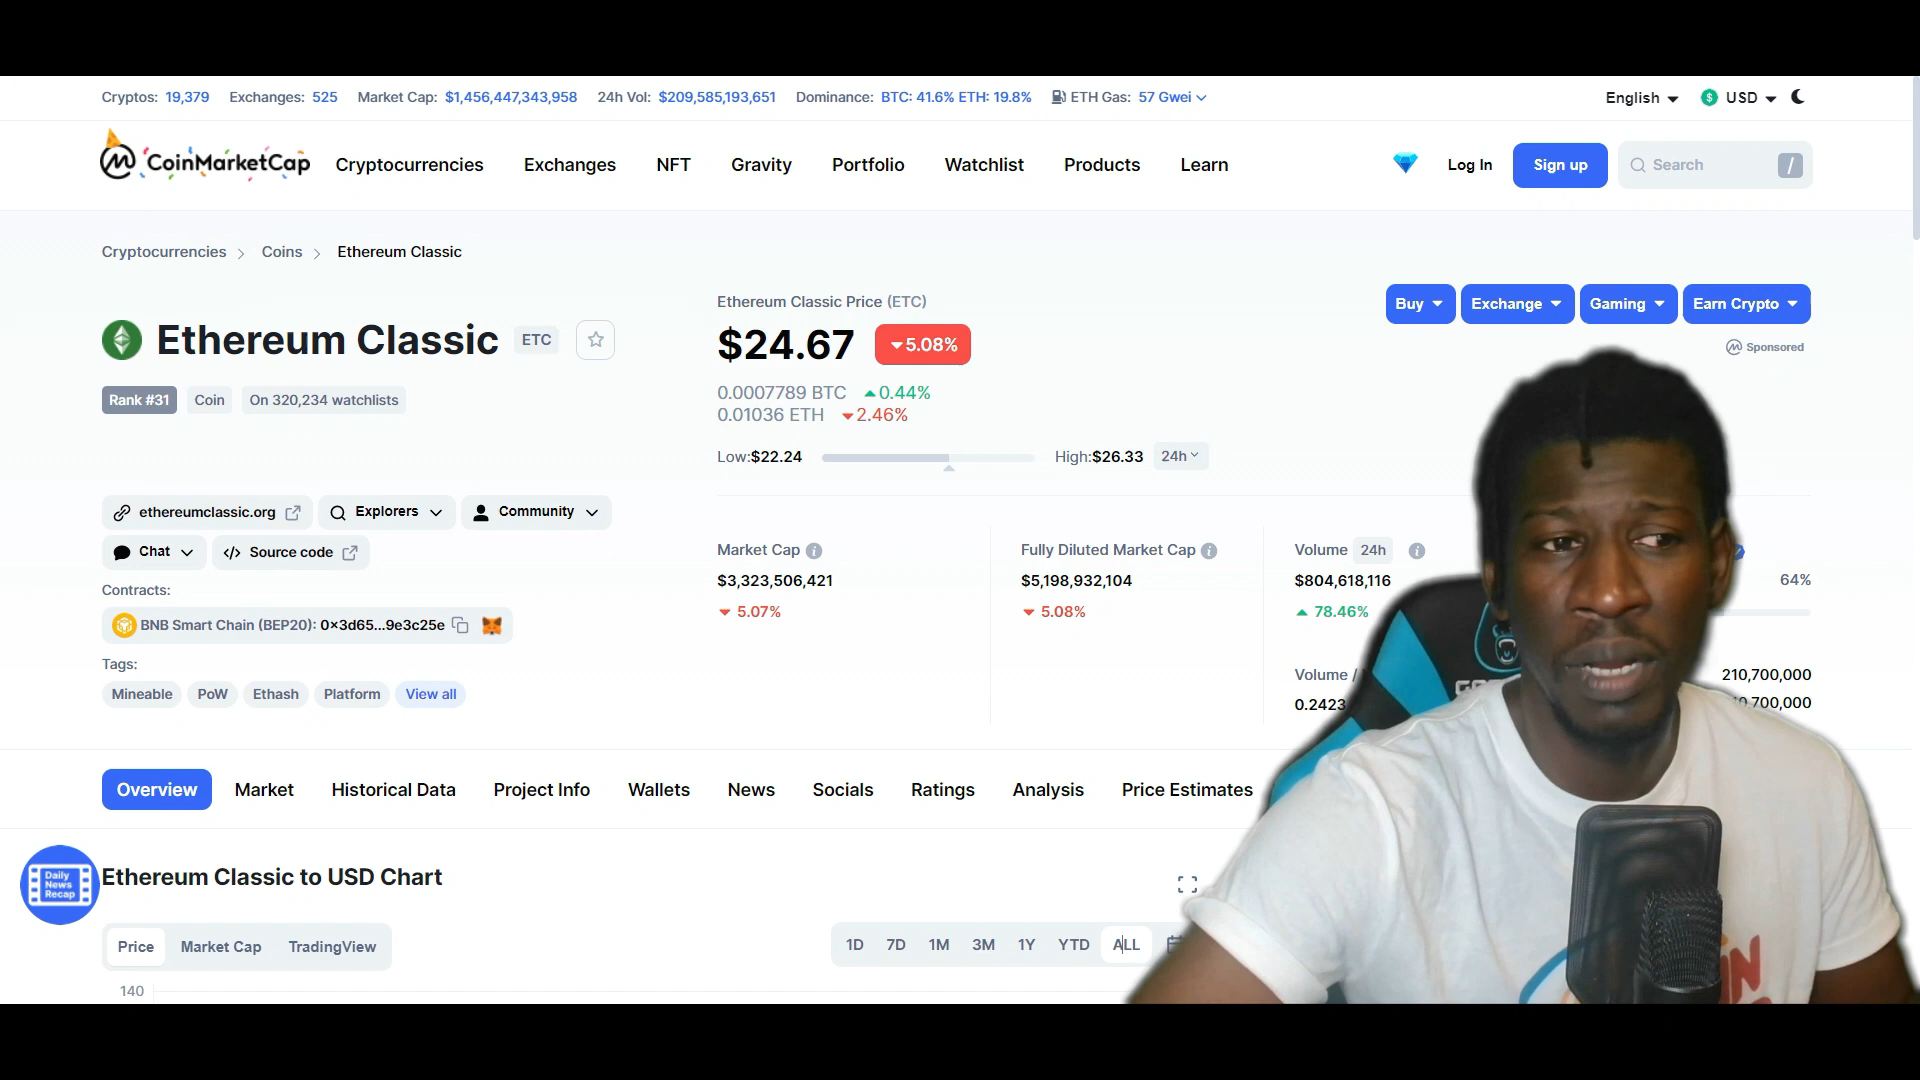 Cryptos: 19,379 Exchanges: 525 Market Cap: $1,456,447,343,958 24h Vol: $209,585,193,651 Dominance: BTC: 41.6% ETH: 19.8% ETH Gas: 57 Gwei English USD
CoinMarketCap Cryptocurrencies Exchanges NFT Gravity Portfolio Watchlist Products Learn Log In Sign up Search /
Cryptocurrencies > Coins > Ethereum Classic
Ethereum Classic Price (ETC)
Buy Exchange Gaming Earn Crypto
Ethereum Classic ETC $24.67 5.08%
Sponsored
Rank #31 Coin On 320,234 watchlists
0.0007789 BTC 0.44%
0.01036 ETH 2.46%
Low:$22.24 High:$26.33 24h
ethereumclassic.org Explorers Community
Chat Source code
Market Cap Fully Diluted Market Cap Volume 24h
$3,323,506,421 $5,198,932,104 $804,618,116 64%
5.07% 5.08% 78.46%
Contracts:
BNB Smart Chain (BEP20): 0x3d65...9e3c25e
Tags:
Mineable PoW Ethash Platform View all
Volume / 210,700,000
0.2423 700,000
Overview Market Historical Data Project Info Wallets News Socials Ratings Analysis Price Estimates
Daily
News
Recap
Ethereum Classic to USD Chart
Price Market Cap TradingView 1D 7D 1M 3M 1Y YTD ALL
140